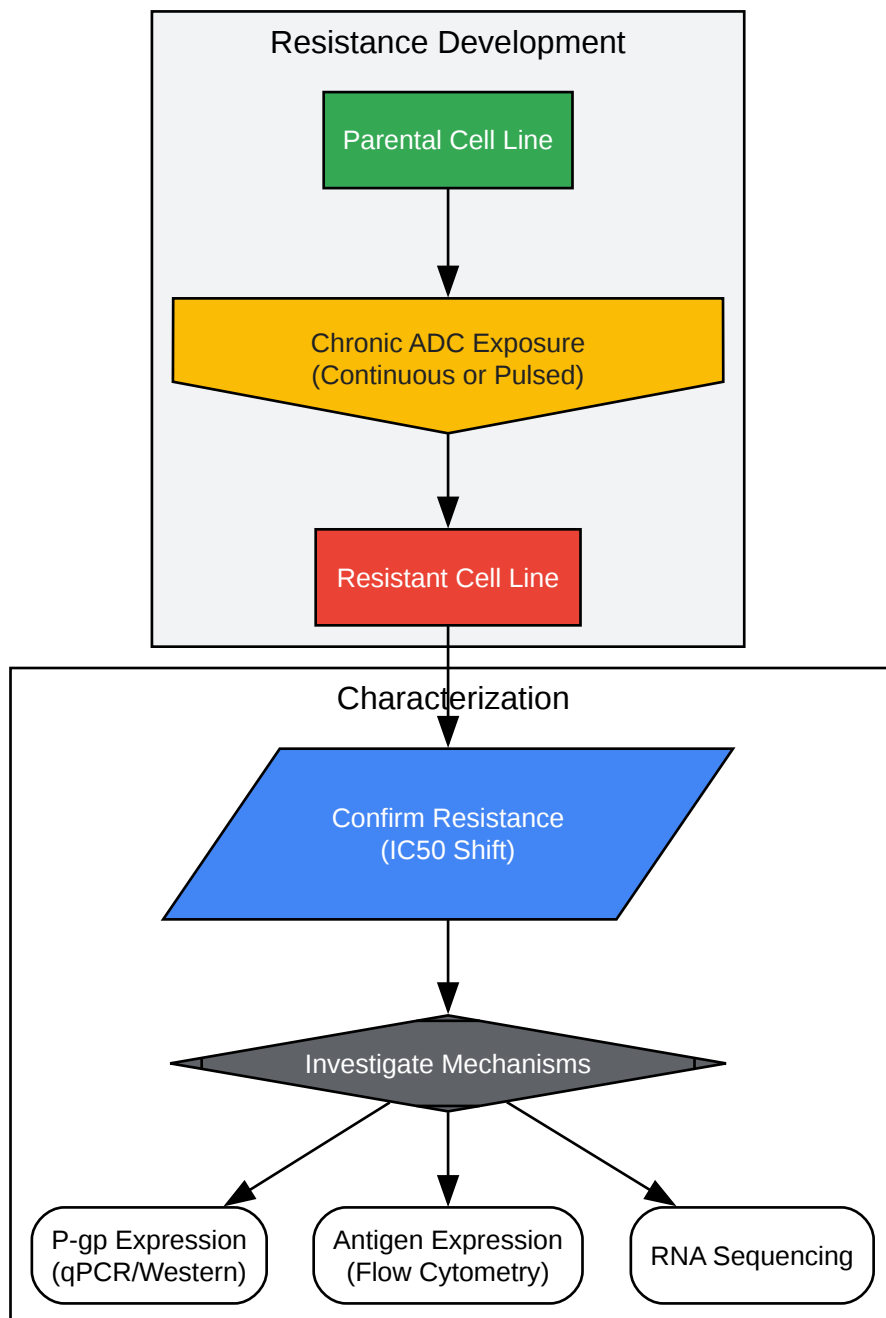 Resistance Development
Parental Cell Line
Chronic ADC Exposure
(Continuous or Pulsed)
Resistant Cell Line
Characterization
Confirm Resistance
(IC50 Shift)
Investigate Mechanisms
P-gp Expression
(qPCR/Western)
Antigen Expression
(Flow Cytometry)
RNA Sequencing